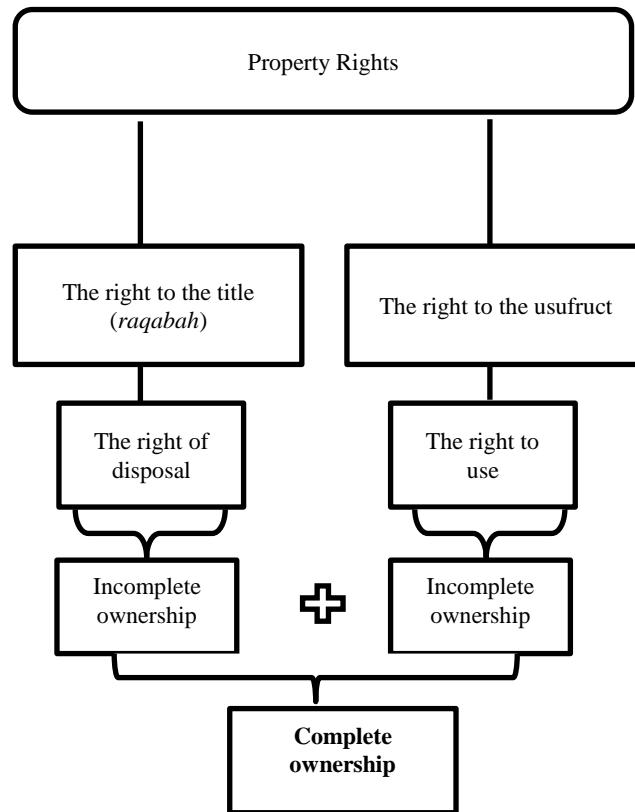 Property Rights
The right to the title
(raqabah)
The right to the usufruct
The right of
disposal
The right to
use
Incomplete
ownership
Incomplete
ownership
Complete
ownership